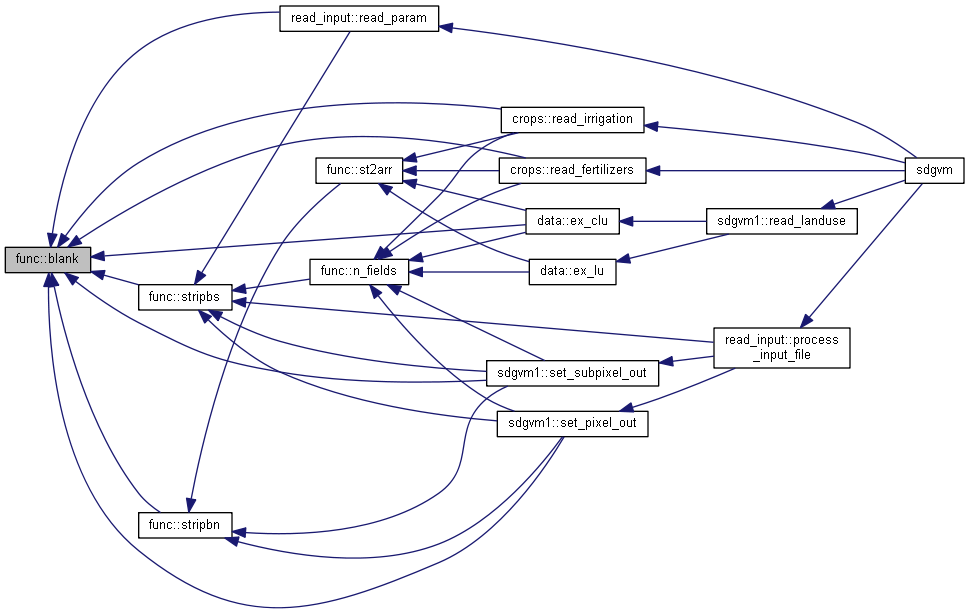 read_input::read_param
crops::read_irrigation
func::st2arr
crops::read_fertilizers
sdgvm
data::ex_clu
sdgvm1::read_landuse
func::blank
func::n_fields
data::ex_lu
func::stripbs
read_input::process
_input_file
sdgvm1::set_subpixel_out
sdgvm1::set_pixel_out
func::stripbn